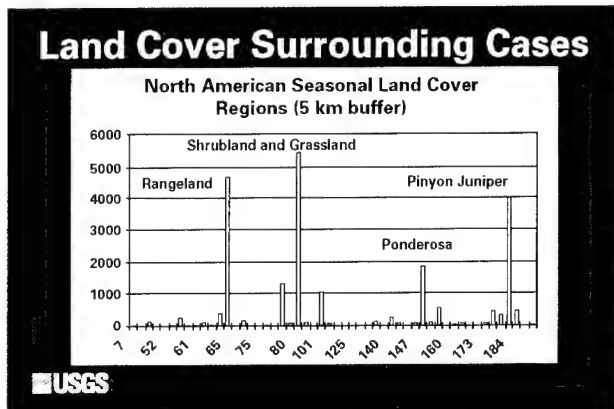 Land Cover Surrounding Cases
North American Seasonal Land Cover
Regions (5 km buffer)
6000
5000
4000
3000
2000
1000
0
Shrubland and Grassland
Rangeland
Pinyon Juniper
Ponderosa
7
52
61
65
75
80
101
125
140
147
160
173
184
USGS